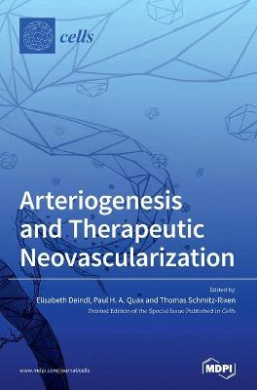 cells
Arteriogenesis
and Therapeutic
Neovascularization
Edited by
Elisabeth Deindl, Paul H. A. Quax and Thomas Schmitz-Rixen
Printed Edition of the Special Issue Published in Cells
www.mdpi.com/journal/cells
MDPI